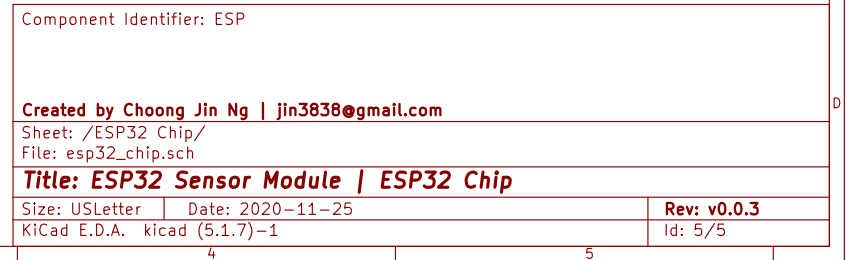 Component Identifier: ESP
Created by Choong Jin Ng | jin3838@gmail.com
D
Sheet: /ESP32 Chip/
File: esp32_chip.sch
Title: ESP32 Sensor Module | ESP32 Chip
Size: USLetter Date: 2020-11-25 Rev: v0.0.3
KiCad E.D.A. kicad (5.1.7)-1 Id: 5/5
4 5